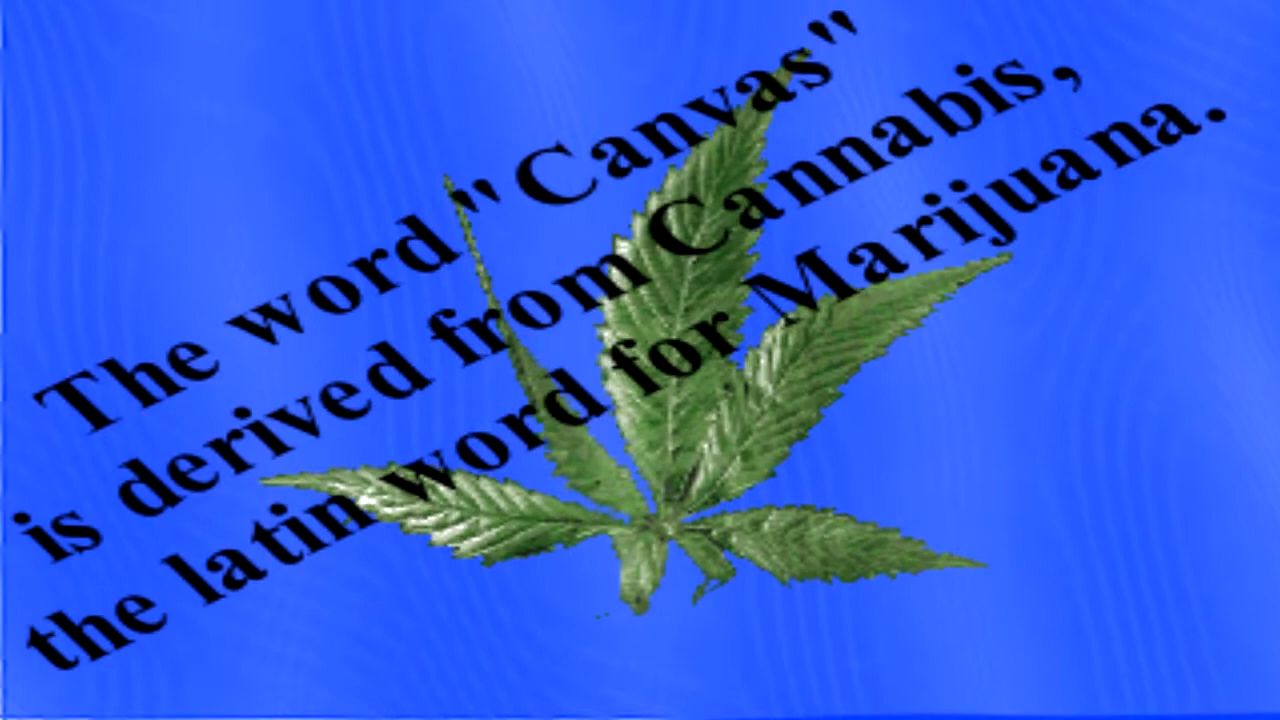 The word "Canvas"
is derived from Cannabis,
the latin word for Marijuana.